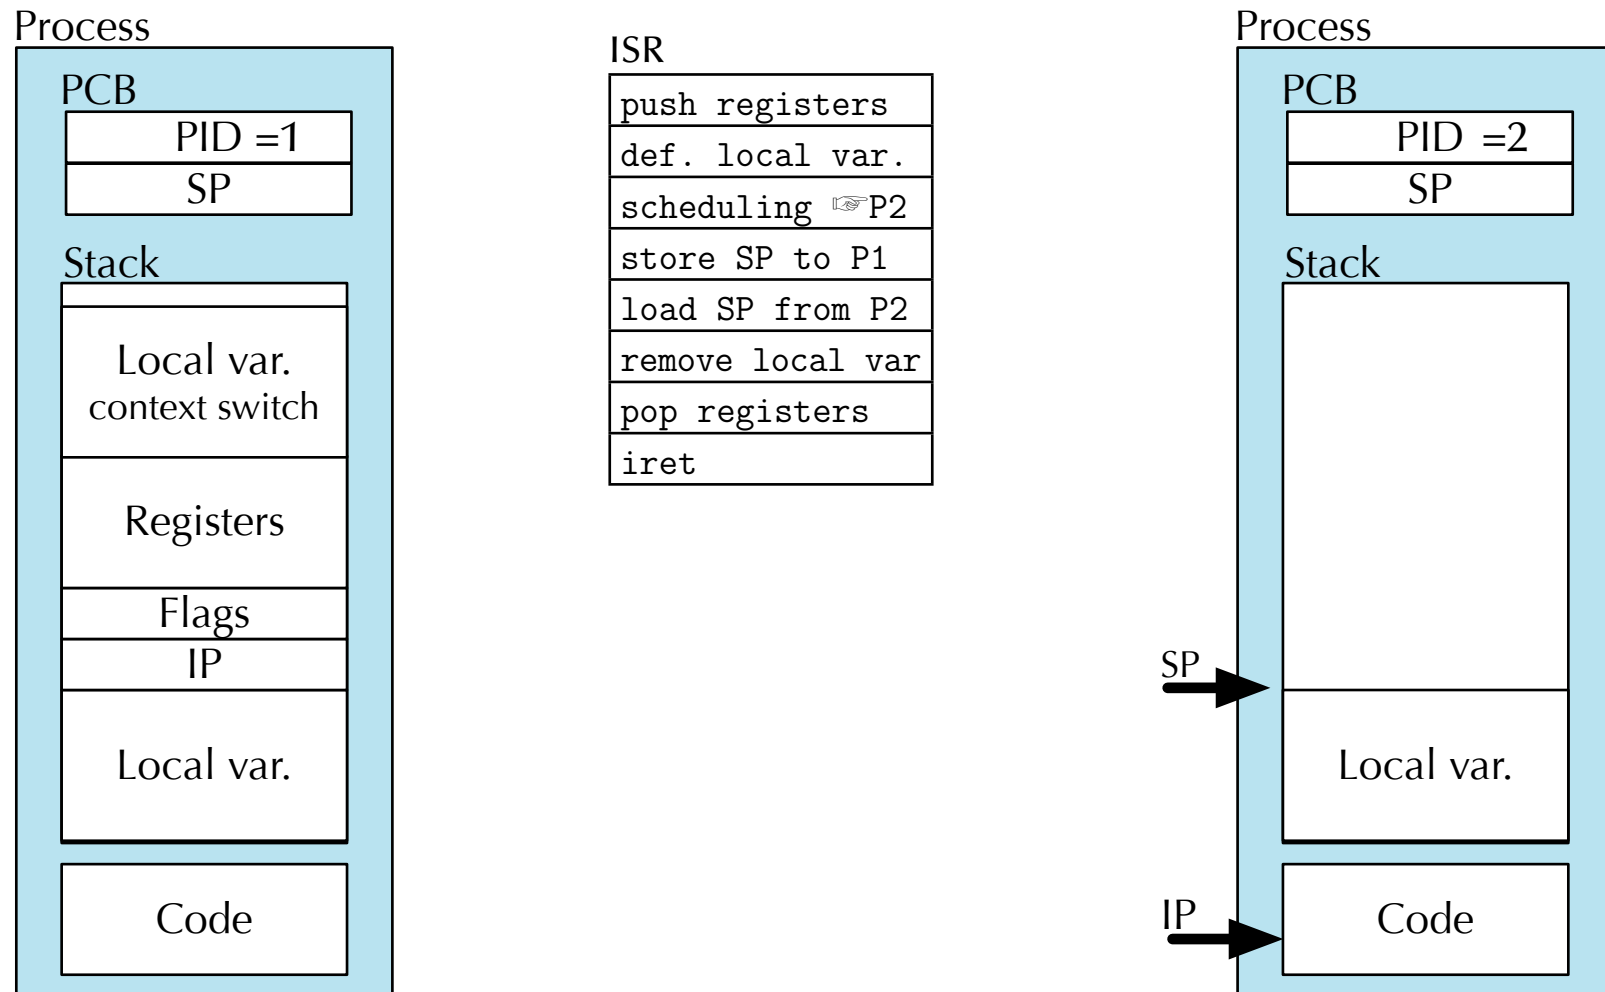 Process
PCB
PID =1
SP
Stack
Local var.
context switch
Registers
Flags
IP
Local var.
Code
ISR
push registers
def. local var.
scheduling ☞P2
store SP to P1
load SP from P2
remove local var
pop registers
iret
Process
PCB
PID =2
SP
Stack
SP
Local var.
IP
Code